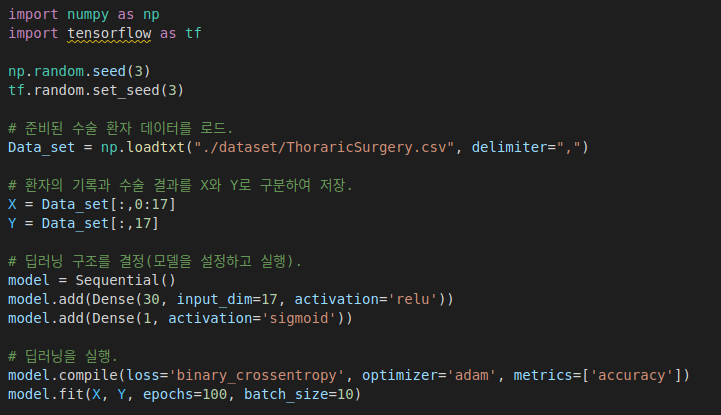 import numpy as np
import tensorflow as tf
np.random.seed(3)
tf.random.set_seed(3)
# 준비된 수술 환자 데이터를 로드.
Data_set = np.loadtxt("./dataset/ThoraricSurgery.csv", delimiter=",")
# 환자의 기록과 수술 결과를 X와 Y로 구분하여 저장.
X = Data_set[:,0:17]
Y = Data_set[:,17]
# 딥러닝 구조를 결정(모델을 설정하고 실행).
model = Sequential()
model.add(Dense(30, input_dim=17, activation='relu'))
model.add(Dense(1, activation='sigmoid'))
# 딥러닝을 실행.
model.compile(loss='binary_crossentropy', optimizer='adam', metrics=['accuracy'])
model.fit(X, Y, epochs=100, batch_size=10)